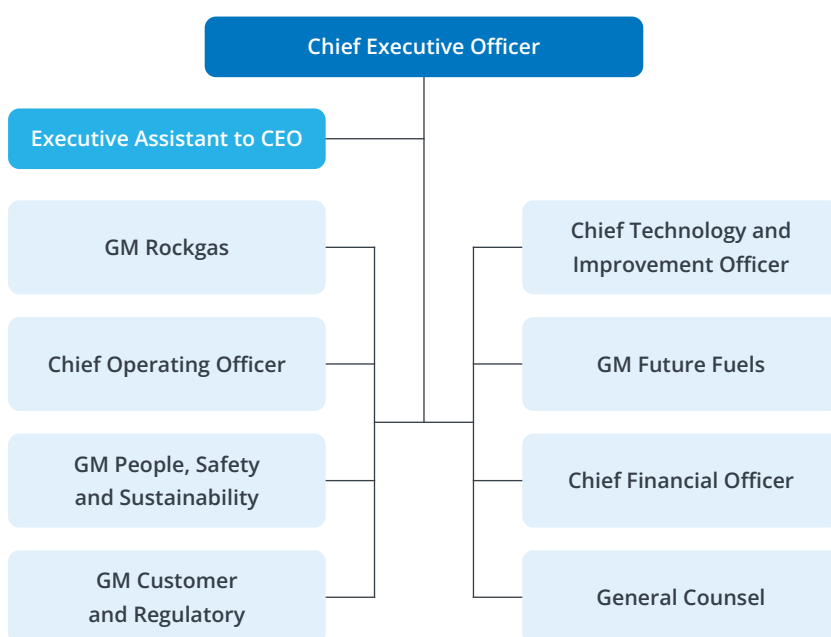 Chief Executive Officer
Executive Assistant to CEO
GM Rockgas
Chief Technology and
Improvement Officer
Chief Operating Officer
GM Future Fuels
GM People, Safety
and Sustainability
Chief Financial Officer
GM Customer
and Regulatory
General Counsel